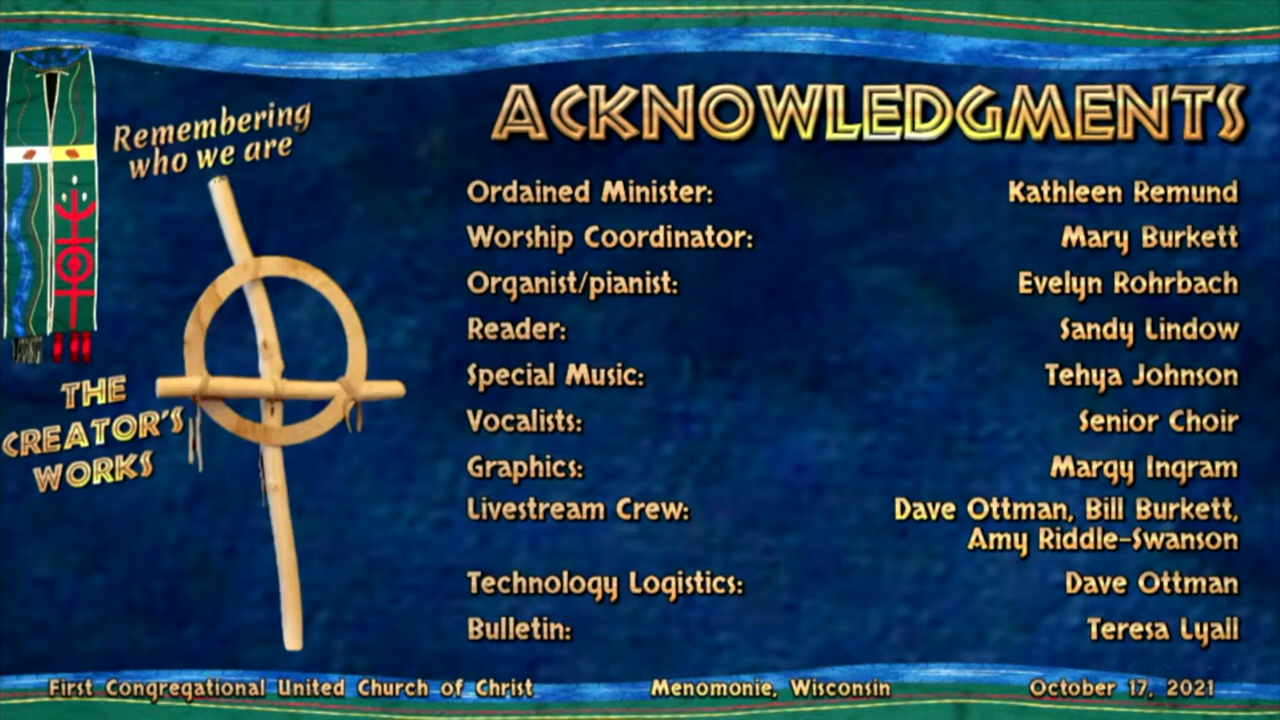 Remembering
who we are
THE
CREATOR'S
WORKS
ACKNOWLEDGMENTS
Ordained Minister: Kathleen Remund
Worship Coordinator: Mary Burkett
Organist/pianist: Evelyn Rohrbach
Reader: Sandy Lindow
Special Music: Tehya Johnson
Vocalists: Senior Choir
Graphics: Margy Ingram
Livestream Crew: Dave Ottman, Bill Burkett,
Amy Riddle-Swanson
Technology Logistics: Dave Ottman
Bulletin: Teresa Lyall
First Congregational United Church of Christ Menomonie, Wisconsin October 17, 2021